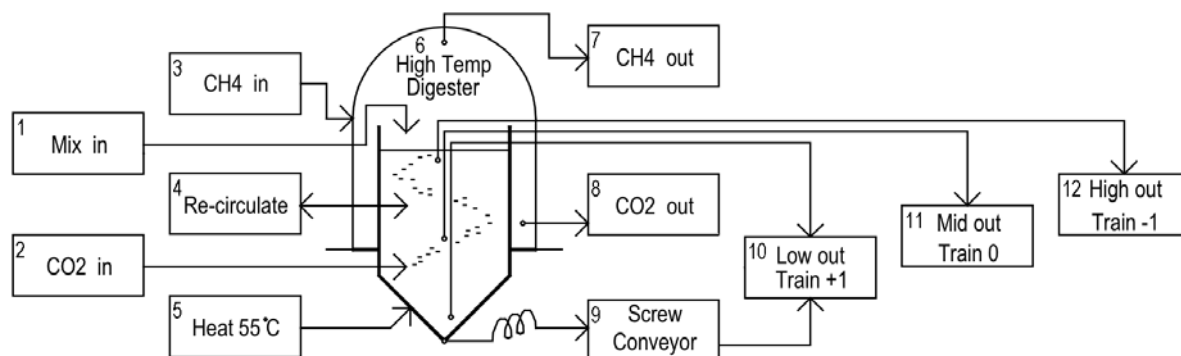 1
Mix in
2
CO2 in
3
CH4 in
4
Re-circulate
5
Heat 55°C
6
High Temp
Digester
7
CH4 out
8
CO2 out
9
Screw
Conveyor
10
Low out
Train +1
11
Mid out
Train 0
12
High out
Train -1